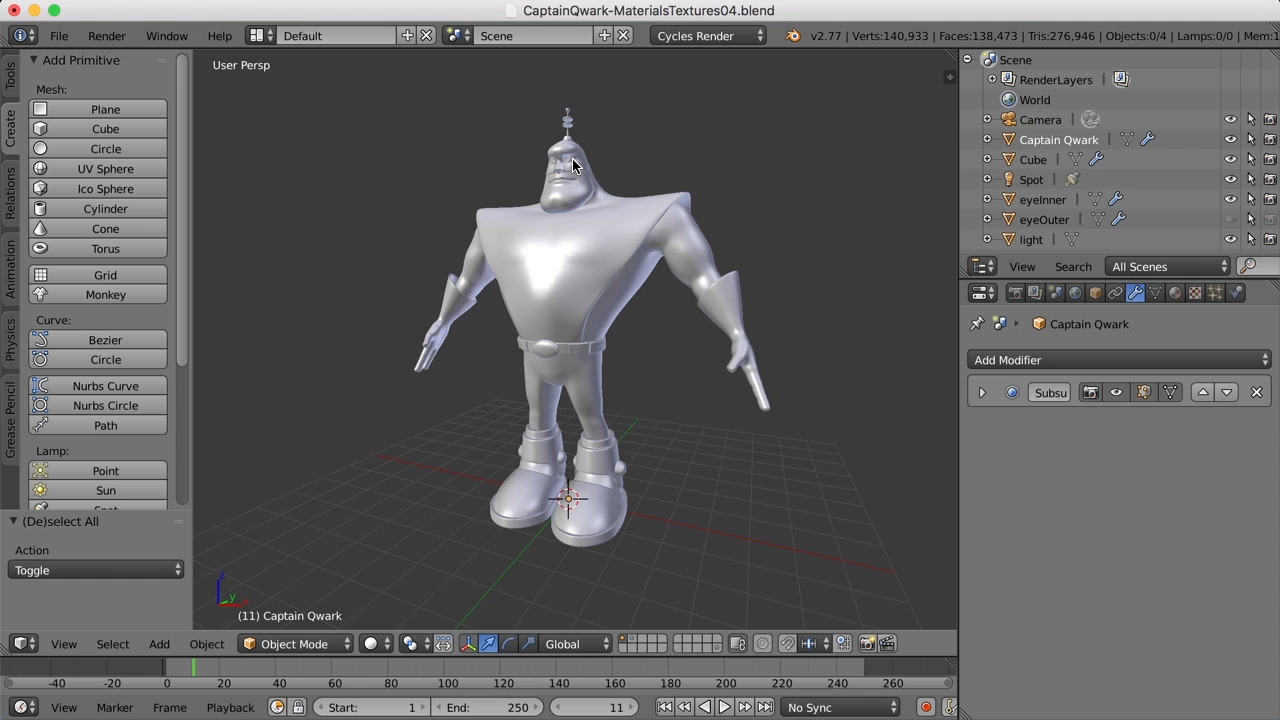 CaptainQwark-MaterialsTextures04.blend
File Render Window Help Default Scene Cycles Render v2.77 | Verts:140,933 | Faces:138,473 | Tris:276,946 | Objects:0/4 | Lamps:0/0 | Mem:1
Tools
Create
Relations
Animation
Physics
Grease Pencil
Add Primitive
Mesh:
Plane
Cube
Circle
UV Sphere
Ico Sphere
Cylinder
Cone
Torus
Grid
Monkey
Curve:
Bezier
Circle
Nurbs Curve
Nurbs Circle
Path
Lamp:
Point
Sun
(De)select All
Action
Toggle
User Persp
(11) Captain Qwark
Scene
RenderLayers
World
Camera
Captain Qwark
Cube
Spot
eyeInner
eyeOuter
light
View Search All Scenes
Captain Qwark
Add Modifier
Subsu
View Select Add Object Object Mode Global
-40 -20 0 20 40 60 80 100 120 140 160 180 200 220 240 260
View Marker Frame Playback Start: 1 End: 250 11 No Sync